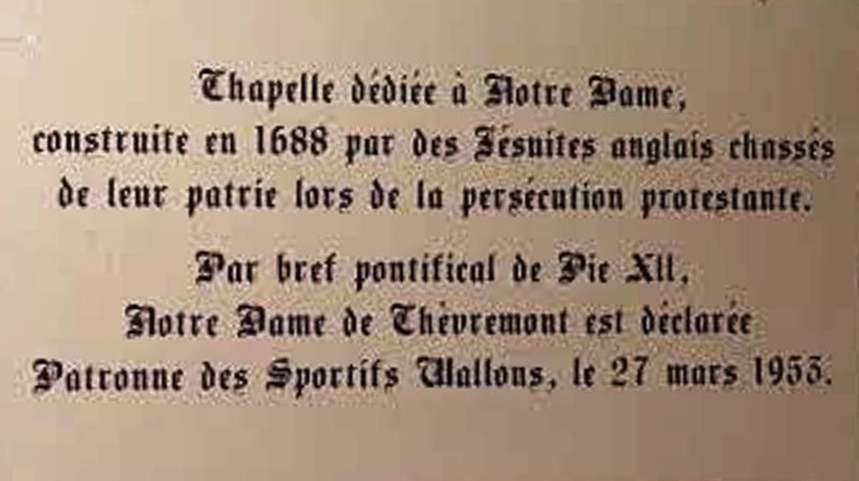 Chapelle dédiée à Notre Dame,
construite en 1688 par des Jésuites anglais chassés
de leur patrie lors de la persécution protestante.
Par bref pontifical de Pie XII,
Notre Dame de Chèvremont est déclarée
Patronne des Sportifs Wallons, le 27 mars 1953.